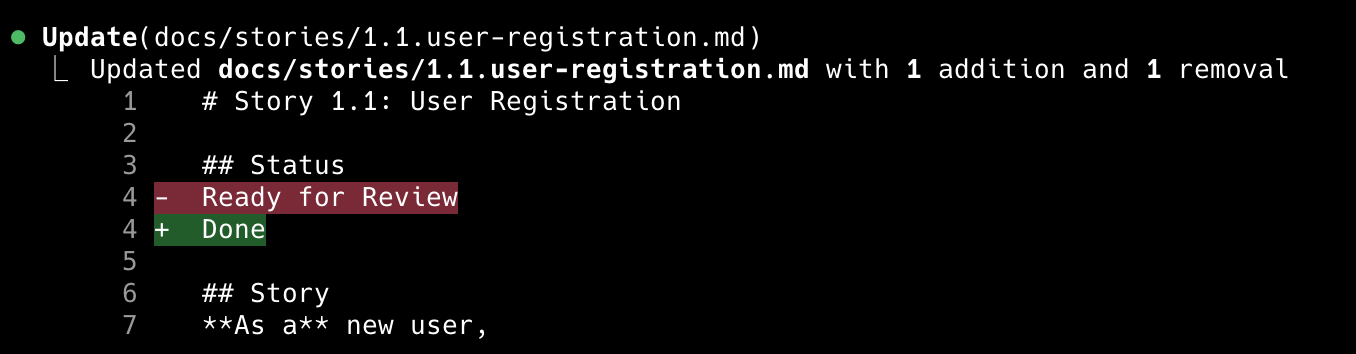 ● Update(docs/stories/1.1.user-registration.md)
⎿ Updated docs/stories/1.1.user-registration.md with 1 addition and 1 removal
1 # Story 1.1: User Registration
2
3 ## Status
4 - Ready for Review
4 + Done
5
6 ## Story
7 **As a** new user,